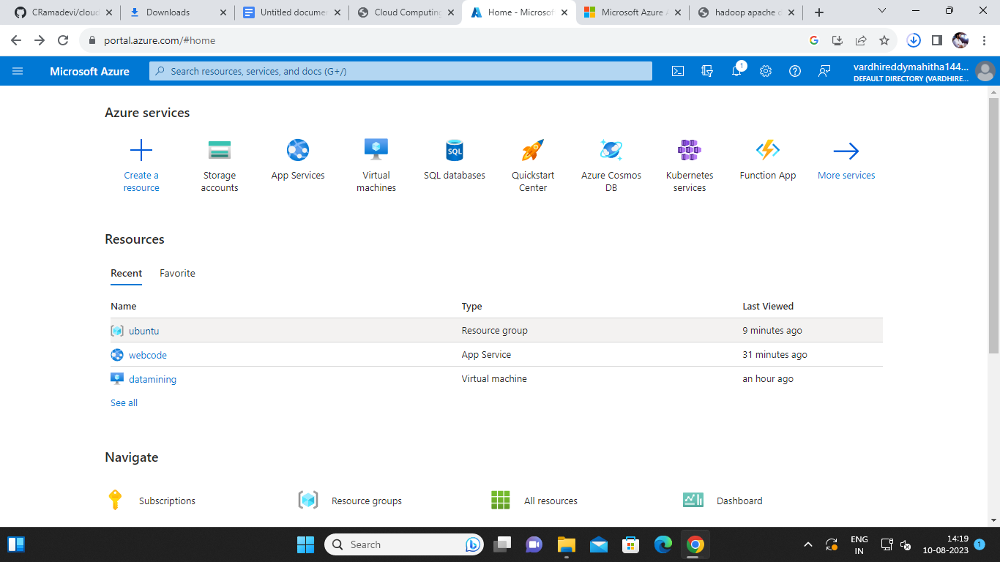 CRamadevi/cloud
Downloads
Untitled docume
Cloud Computing
Home - Microsof
Microsoft Azure
hadoop apache
portal.azure.com/#home
Microsoft Azure
Search resources, services, and docs (G+/)
1
vardhireddymahitha144...
DEFAULT DIRECTORY (VARDHIRE...
Azure services
Create a
resource
Storage
accounts
App Services
Virtual
machines
SQL
SQL databases
Quickstart
Center
Azure Cosmos
DB
Kubernetes
services
Function App
More services
Resources
Recent
Favorite
Name Type Last Viewed
ubuntu Resource group 9 minutes ago
webcode App Service 31 minutes ago
datamining Virtual machine an hour ago
See all
Navigate
Subscriptions
Resource groups
All resources
Dashboard
Search
ENG
IN
14:19
10-08-2023
1